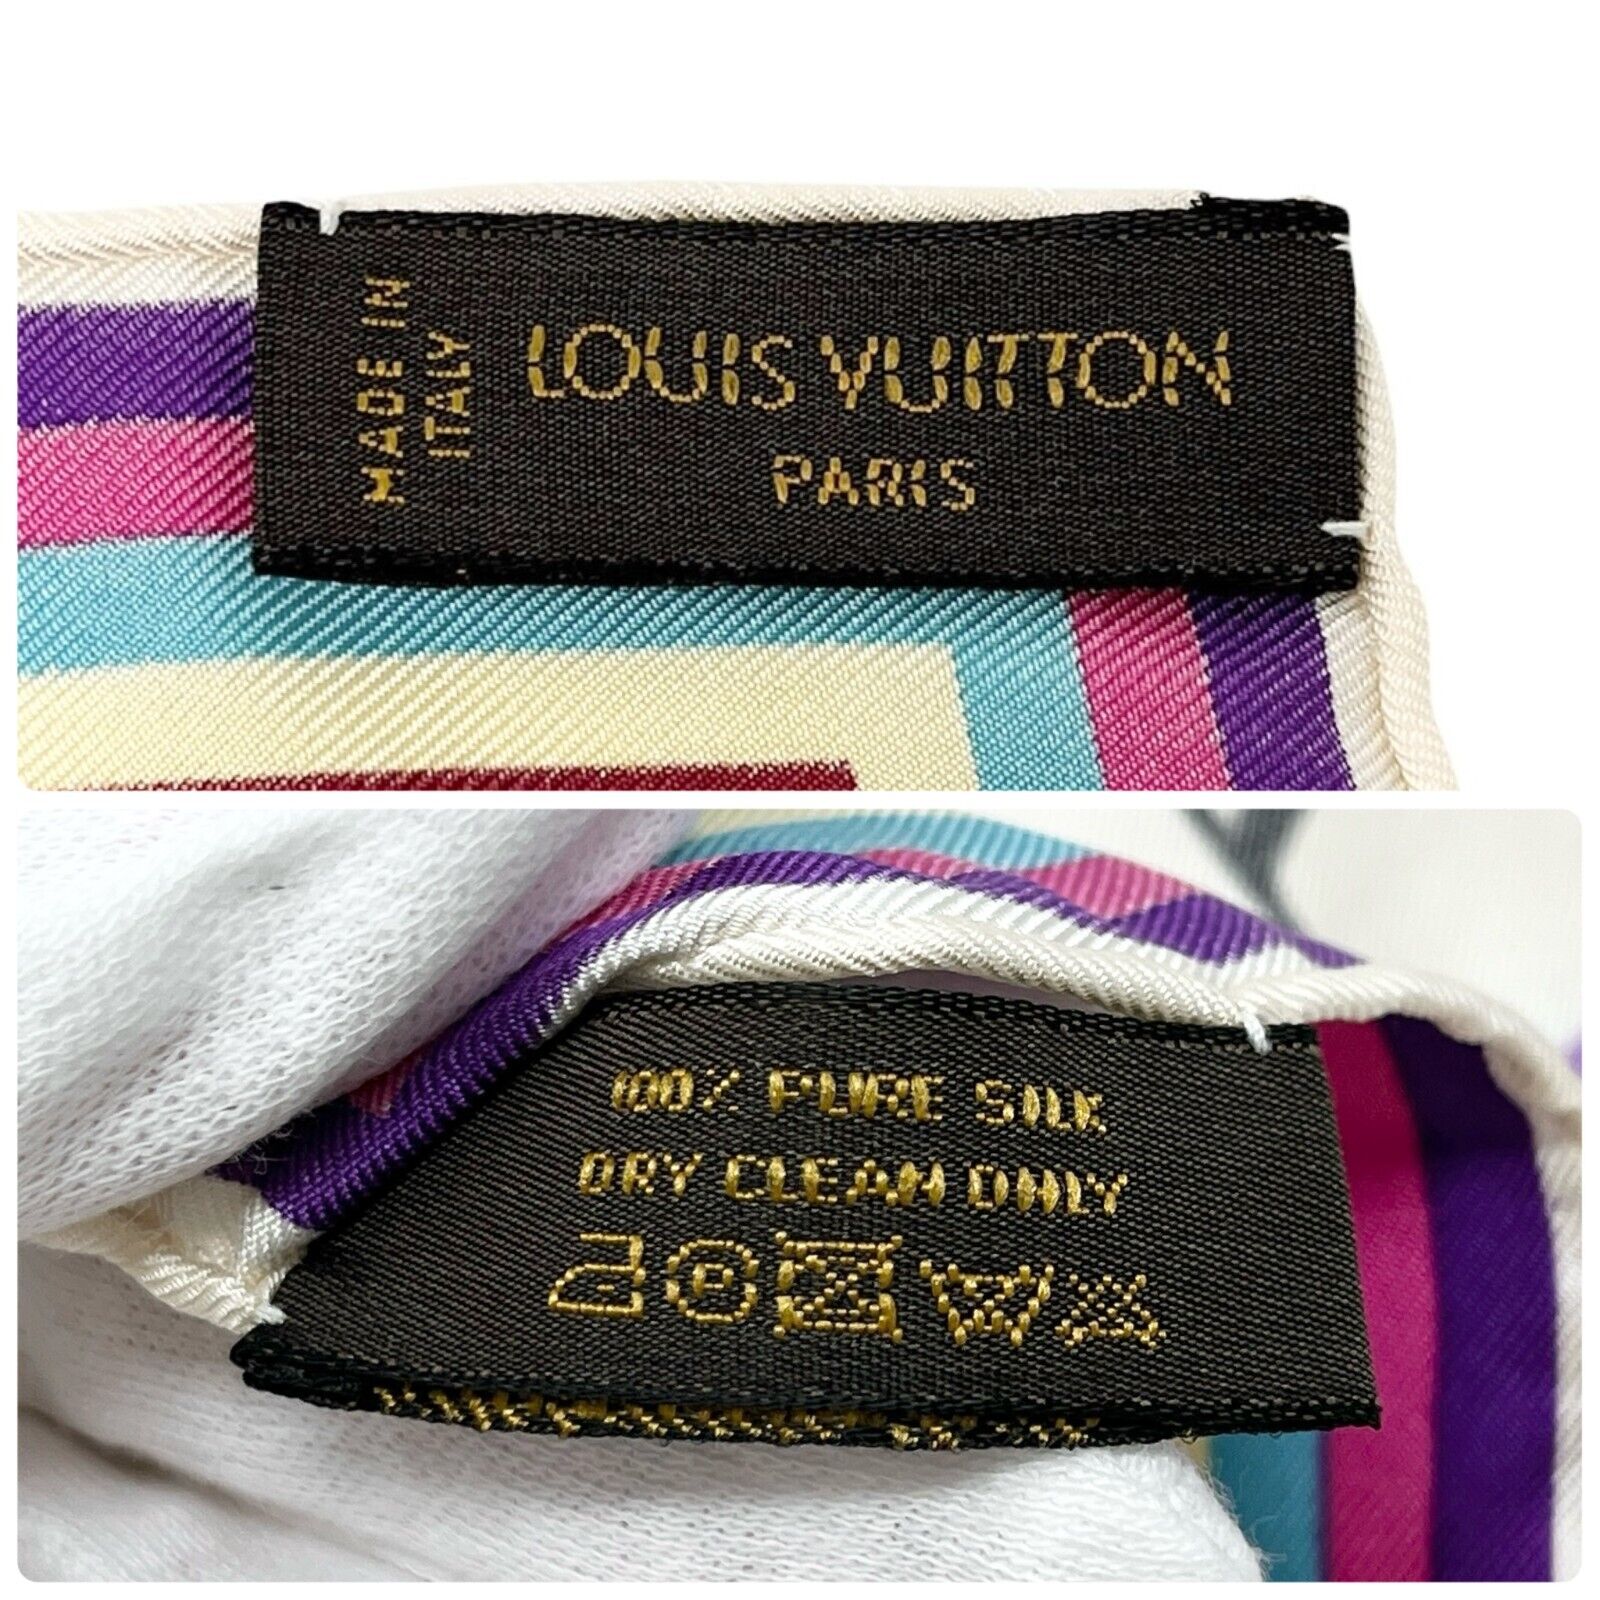 MADE IN
ITALY
LOUIS VUITTON
PARIS
100% PURE SILK
DRY CLEAN ONLY
P